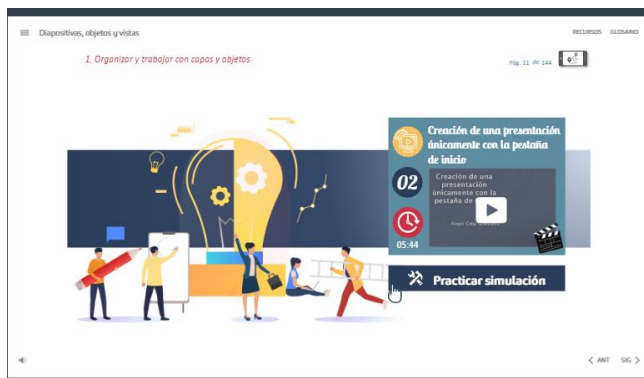 Diapositivas, objetos y vistas
RECURSOS GLOSARIO
1. Organizar y trabajar con capas y objetos
Pág. 11 de 144
Creación de una presentación
únicamente con la pestaña
de inicio
02
Creación de una
presentación
únicamente con la
pestaña de
05:44
Practicar simulación
ANT SIG